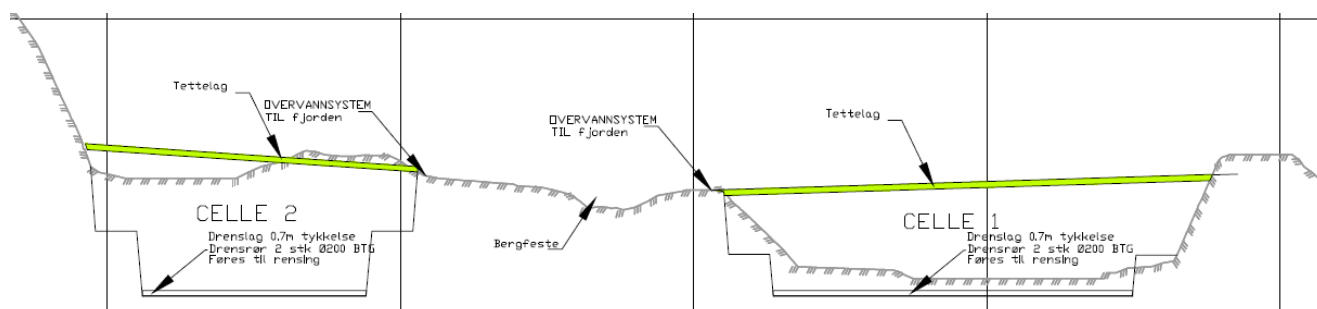 Tettelag
OVERVANNSYSTEM
TIL fjorden
OVERVANNSYSTEM
TIL fjorden
Tettelag
CELLE 2
Drenslag 0.7m tykkelse
Drensrør 2 stk Ø200 BTG
Føres til rensing
Bergfeste
CELLE 1
Drenslag 0.7m tykkelse
Drensrør 2 stk Ø200 BTG
Føres til rensing